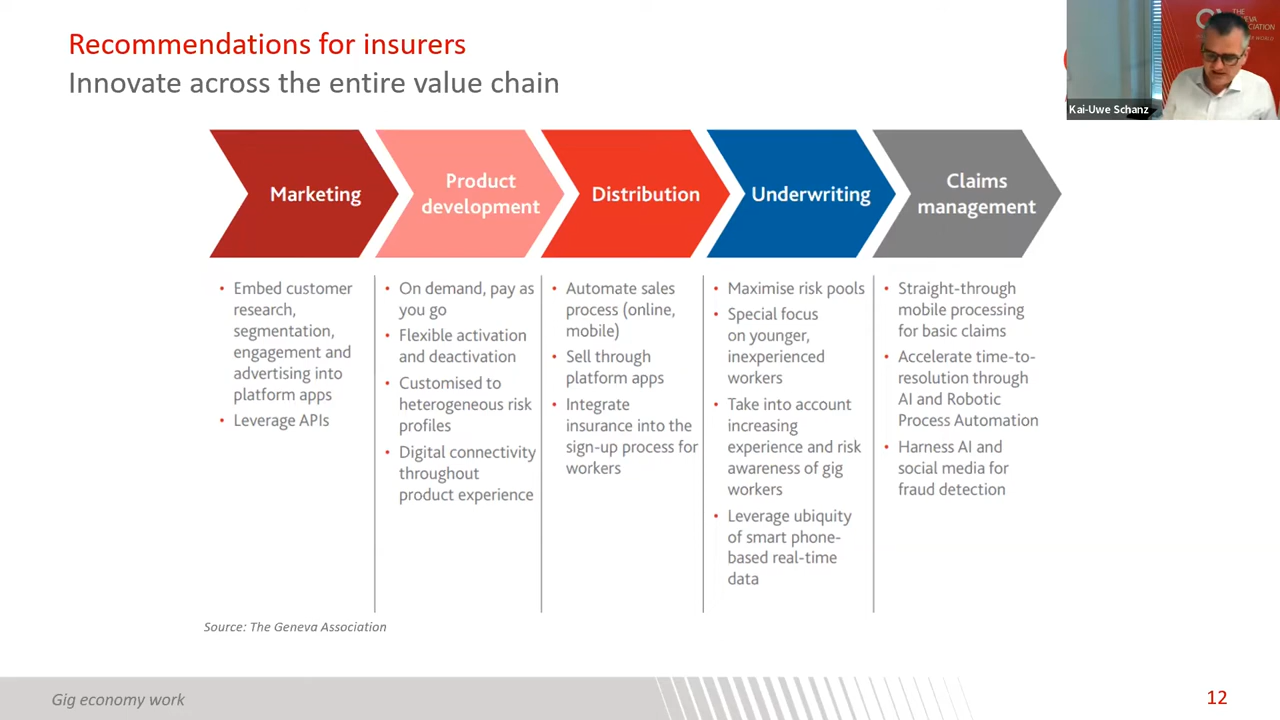 Recommendations for insurers
Innovate across the entire value chain
THE
ASSOCIATION
Kai-Uwe Schanz
Marketing
Product
development
Distribution
Underwriting
Claims
management
• Embed customer
research,
segmentation,
engagement and
advertising into
platform apps
• Leverage APIs
• On demand, pay as
you go
• Flexible activation
and deactivation
• Customised to
heterogeneous risk
profiles
• Digital connectivity
throughout
product experience
• Automate sales
process (online,
mobile)
• Sell through
platform apps
• Integrate
insurance into the
sign-up process for
workers
• Maximise risk pools
• Special focus
on younger,
inexperienced
workers
• Take into account
increasing
experience and risk
awareness of gig
workers
• Leverage ubiquity
of smart phone-
based real-time
data
• Straight-through
mobile processing
for basic claims
• Accelerate time-to-
resolution through
AI and Robotic
Process Automation
• Harness AI and
social media for
fraud detection
Source: The Geneva Association
Gig economy work
12